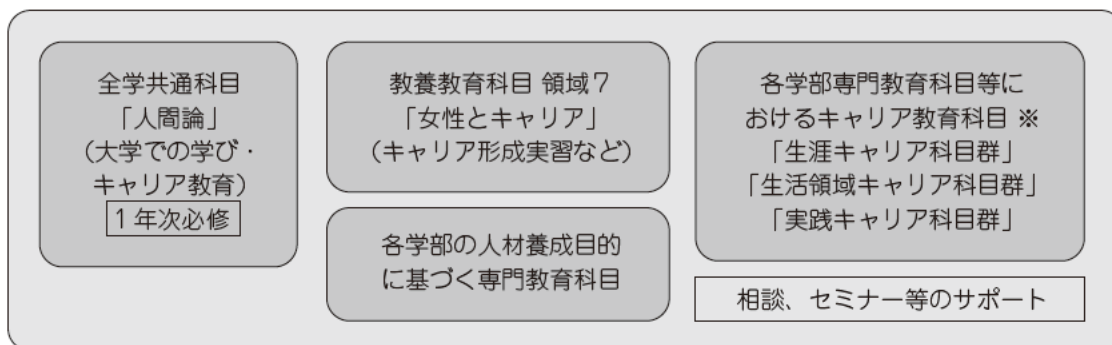 全学共通科目
「人間論」
(大学での学び・
キャリア教育)
1年次必修
教養教育科目 領域7
「女性とキャリア」
(キャリア形成実習など)
各学部の人材養成目的
に基づく専門教育科目
各学部専門教育科目等に
おけるキャリア教育科目 ※
「生涯キャリア科目群」
「生活領域キャリア科目群」
「実践キャリア科目群」
相談、セミナー等のサポート